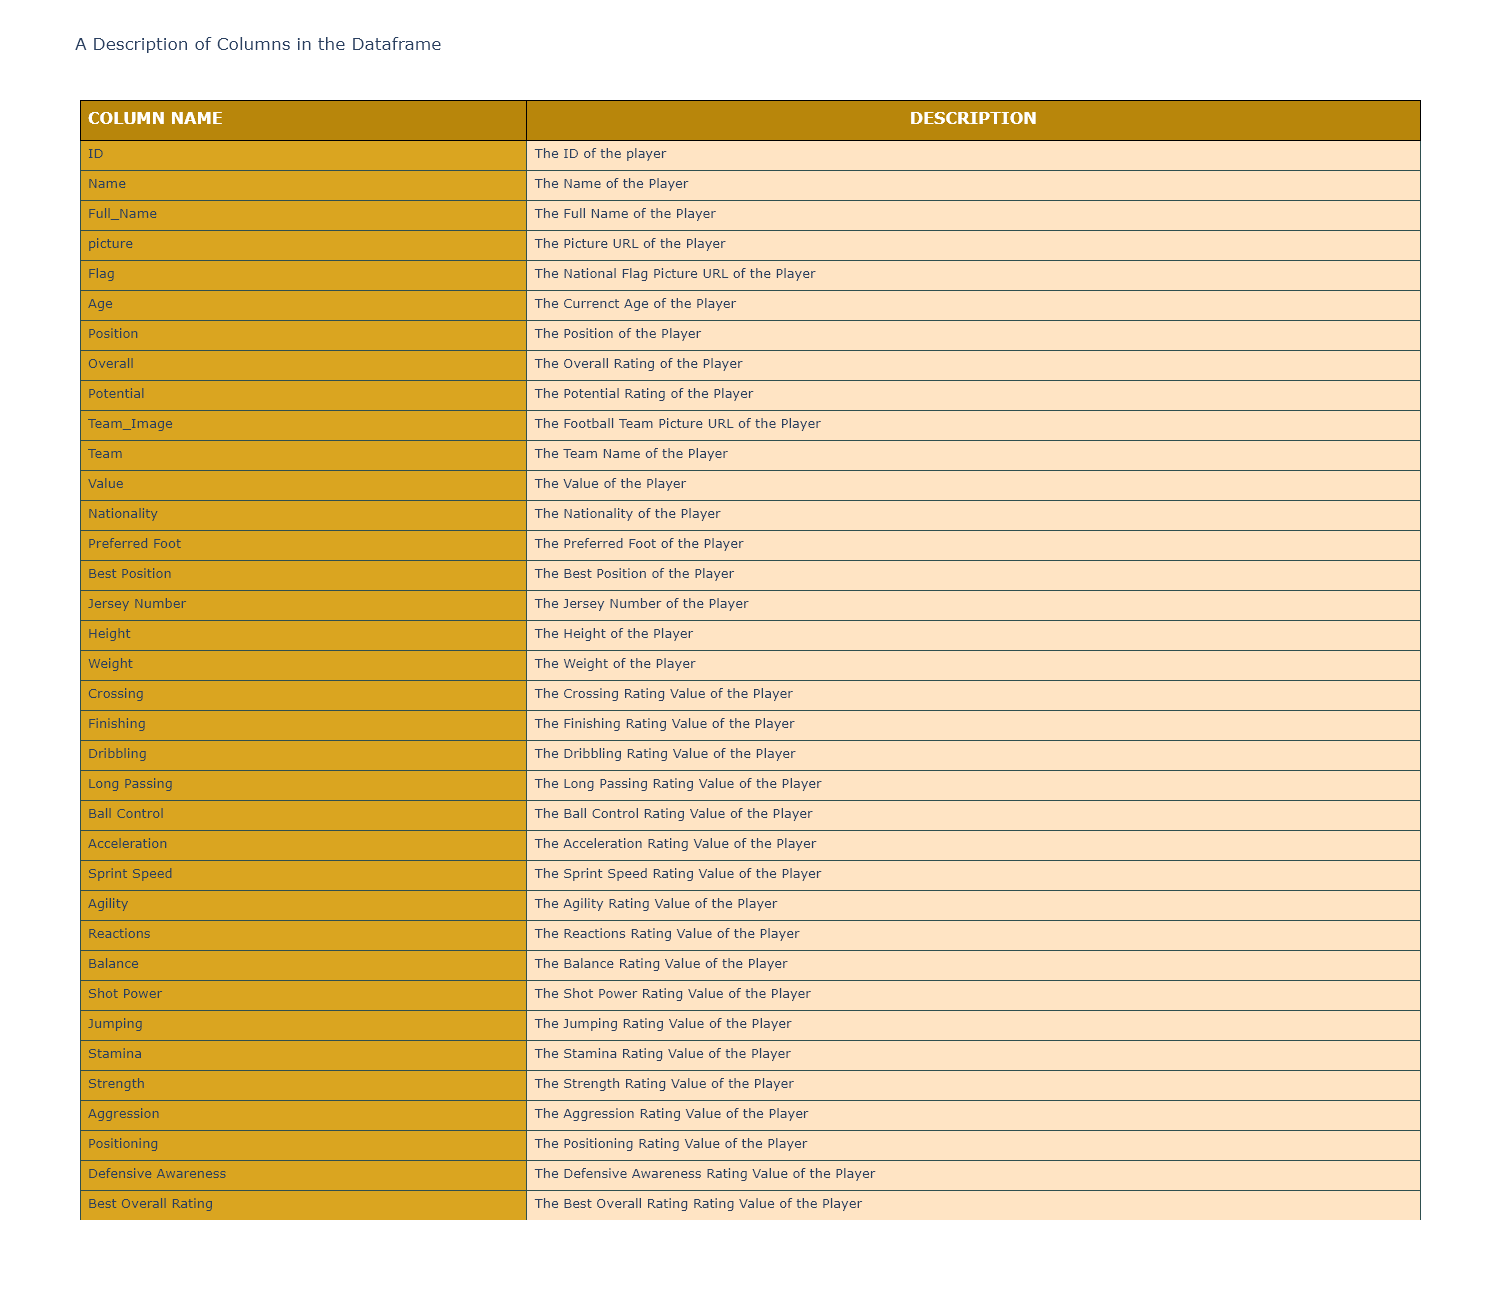 A Description of Columns in the Dataframe
COLUMN NAME DESCRIPTION
ID The ID of the player
Name The Name of the Player
Full_Name The Full Name of the Player
picture The Picture URL of the Player
Flag The National Flag Picture URL of the Player
Age The Currenct Age of the Player
Position The Position of the Player
Overall The Overall Rating of the Player
Potential The Potential Rating of the Player
Team_Image The Football Team Picture URL of the Player
Team The Team Name of the Player
Value The Value of the Player
Nationality The Nationality of the Player
Preferred Foot The Preferred Foot of the Player
Best Position The Best Position of the Player
Jersey Number The Jersey Number of the Player
Height The Height of the Player
Weight The Weight of the Player
Crossing The Crossing Rating Value of the Player
Finishing The Finishing Rating Value of the Player
Dribbling The Dribbling Rating Value of the Player
Long Passing The Long Passing Rating Value of the Player
Ball Control The Ball Control Rating Value of the Player
Acceleration The Acceleration Rating Value of the Player
Sprint Speed The Sprint Speed Rating Value of the Player
Agility The Agility Rating Value of the Player
Reactions The Reactions Rating Value of the Player
Balance The Balance Rating Value of the Player
Shot Power The Shot Power Rating Value of the Player
Jumping The Jumping Rating Value of the Player
Stamina The Stamina Rating Value of the Player
Strength The Strength Rating Value of the Player
Aggression The Aggression Rating Value of the Player
Positioning The Positioning Rating Value of the Player
Defensive Awareness The Defensive Awareness Rating Value of the Player
Best Overall Rating The Best Overall Rating Rating Value of the Player